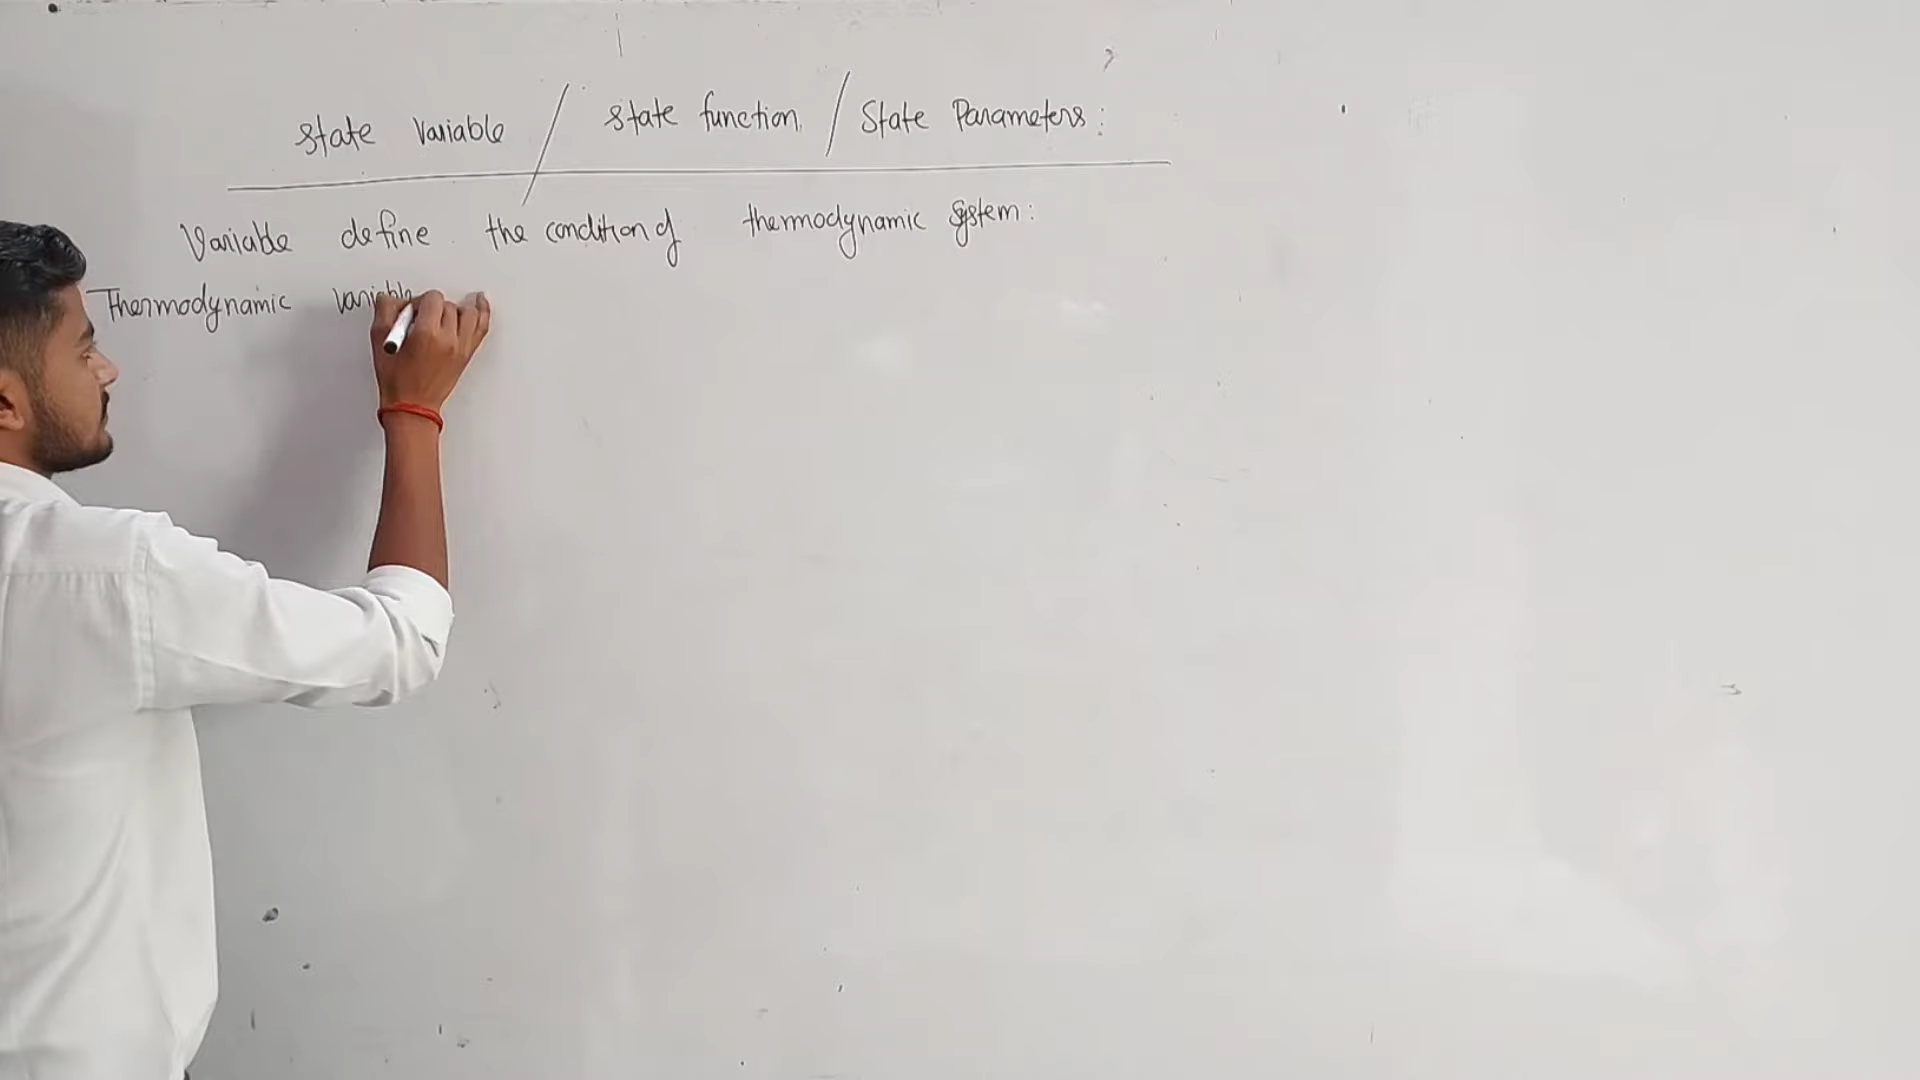 State Variable / State function / State Parameters:
Variable define the condition of thermodynamic system:
Thermodynamic variable